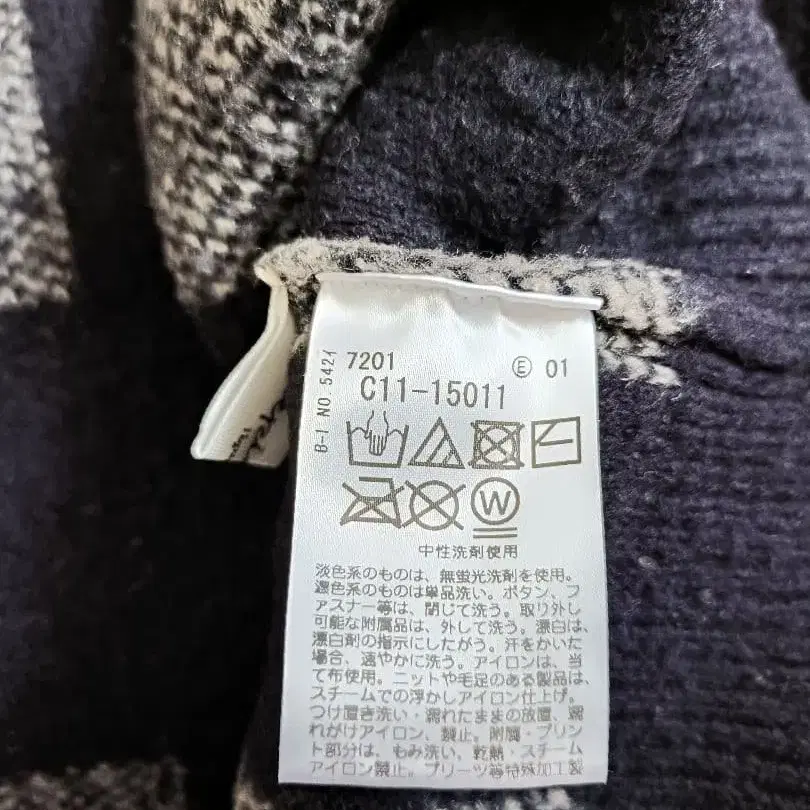 B-1 NO 5421
7201 Ⓔ 01
C11-15011
W
中性洗剤使用
淡色系のものは、無蛍光洗剤を使用。
濃色系のものは単品洗い。ボタン、フ
ァスナー等は、閉じて洗う。取り外し
可能な附属品は、外して洗う。漂白は、
漂白剤の指示にしたがう。汗をかいた
場合、速やかに洗う。アイロンは、当
て布使用。ニットや毛足のある製品は、
スチームでの浮かしアイロン仕上げ。
つけ置き洗い・濡れたままの放置、濡
れがけアイロン、禁止。附属・プリン
ト部分は、もみ洗い、乾熱・スチーム
アイロン禁止。プリーツ等特殊加工製